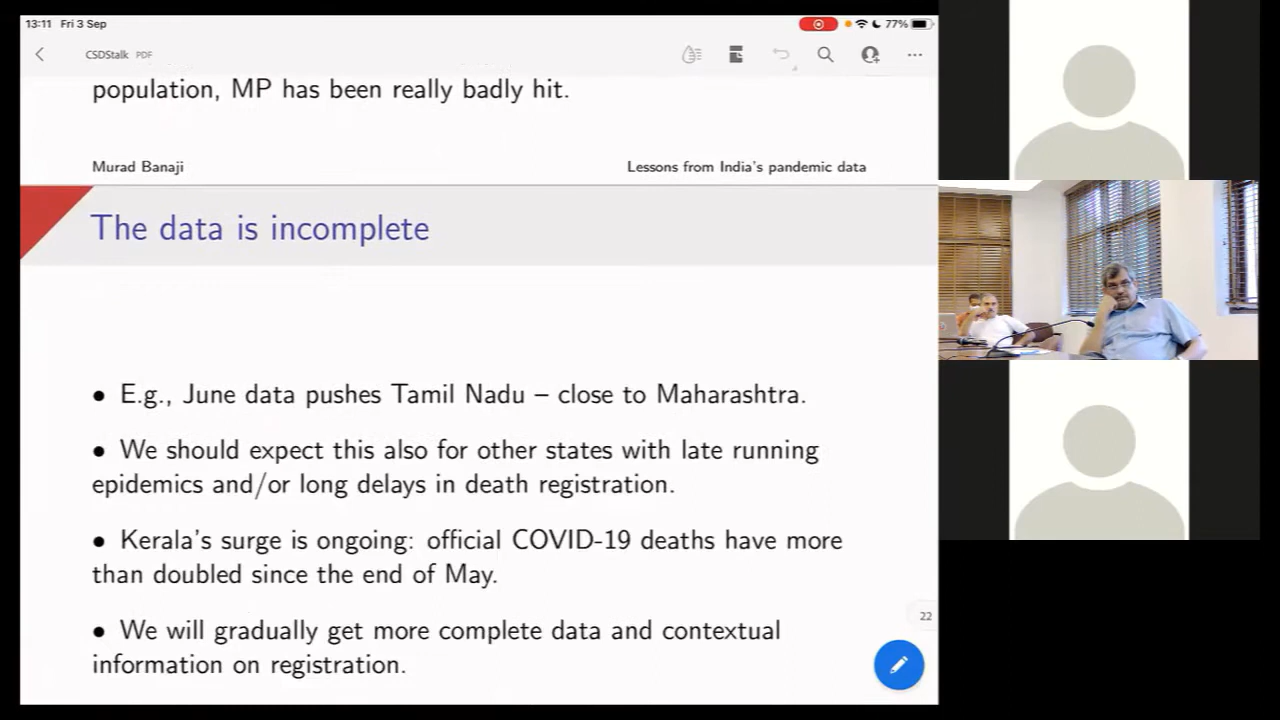 13:11 Fri 3 Sep
77%
CSDStalk PDF
population, MP has been really badly hit.
Murad Banaji
Lessons from India's pandemic data
The data is incomplete
• E.g., June data pushes Tamil Nadu – close to Maharashtra.
• We should expect this also for other states with late running
epidemics and/or long delays in death registration.
• Kerala's surge is ongoing: official COVID-19 deaths have more
than doubled since the end of May.
22
• We will gradually get more complete data and contextual
information on registration.